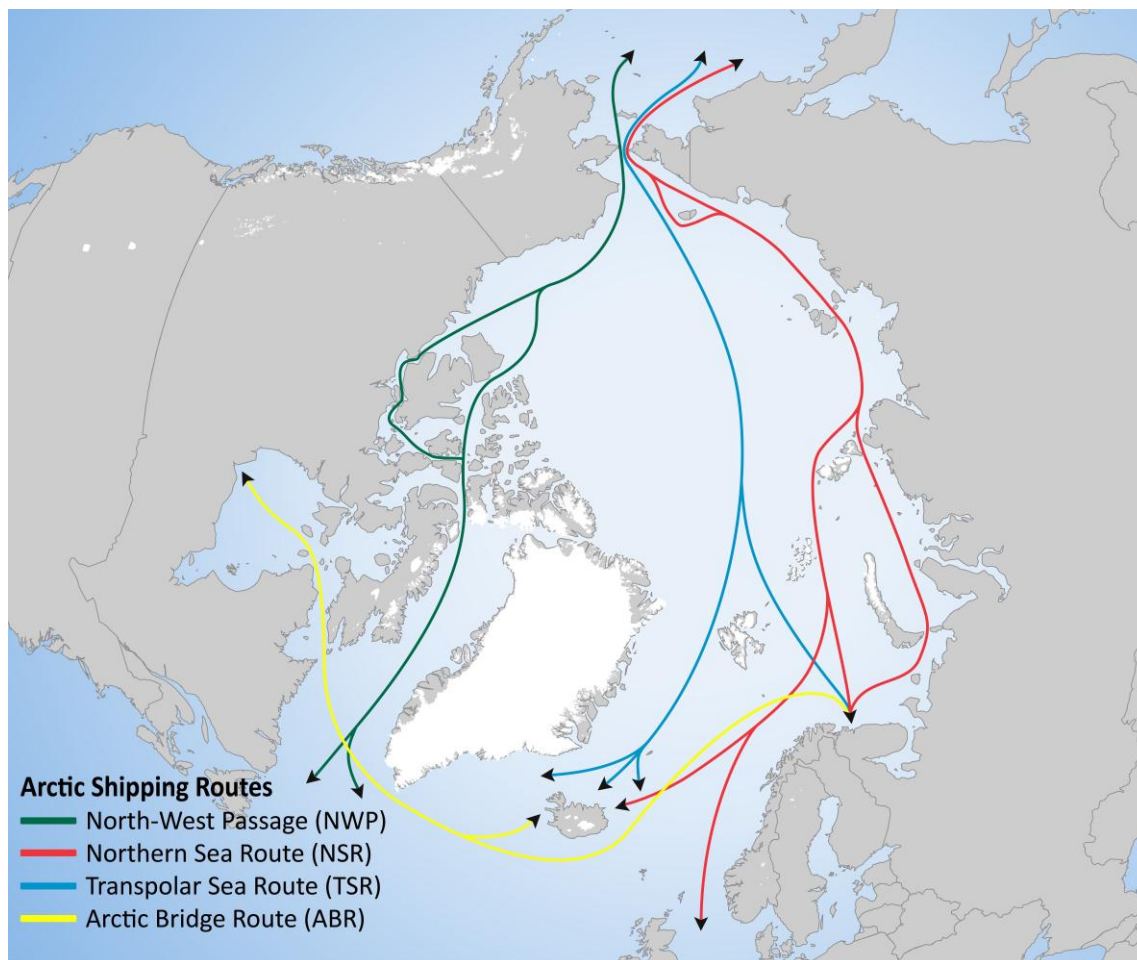 Arctic Shipping Routes
North-West Passage (NWP)
Northern Sea Route (NSR)
Transpolar Sea Route (TSR)
Arctic Bridge Route (ABR)